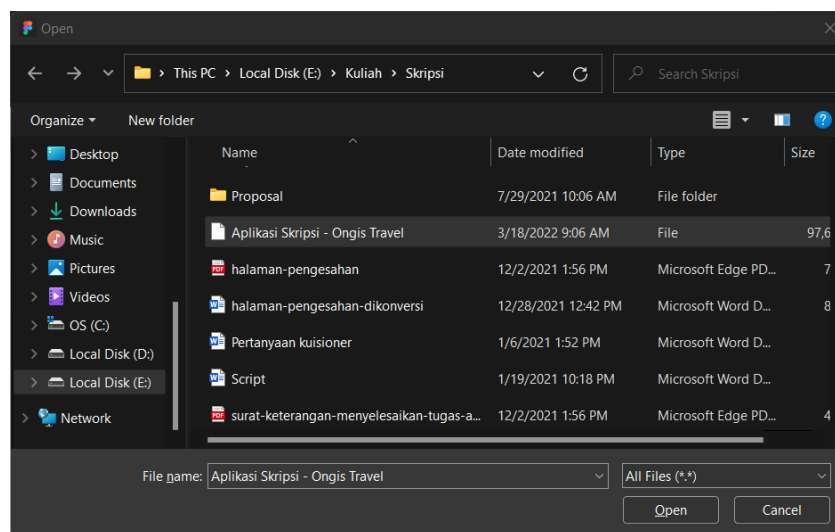 Open
This PC > Local Disk (E:) > Kuliah > Skripsi
Search Skripsi
Organize
New folder
Name
Date modified
Type
Size
Desktop
Documents
Downloads
Music
Pictures
Videos
OS (C:)
Local Disk (D:)
Local Disk (E:)
Network
Proposal 7/29/2021 10:06 AM File folder
Aplikasi Skripsi - Ongis Travel 3/18/2022 9:06 AM File 97,6
halaman-pengesahan 12/2/2021 1:56 PM Microsoft Edge PD... 7
halaman-pengesahan-dikonversi 12/28/2021 12:42 PM Microsoft Word D... 8
Pertanyaan kuisioner 1/6/2021 1:52 PM Microsoft Word D...
Script 1/19/2021 10:18 PM Microsoft Word D...
surat-keterangan-menyelesaikan-tugas-a... 12/2/2021 1:56 PM Microsoft Edge PD... 4
File name: Aplikasi Skripsi - Ongis Travel
All Files (*.*)
Open
Cancel